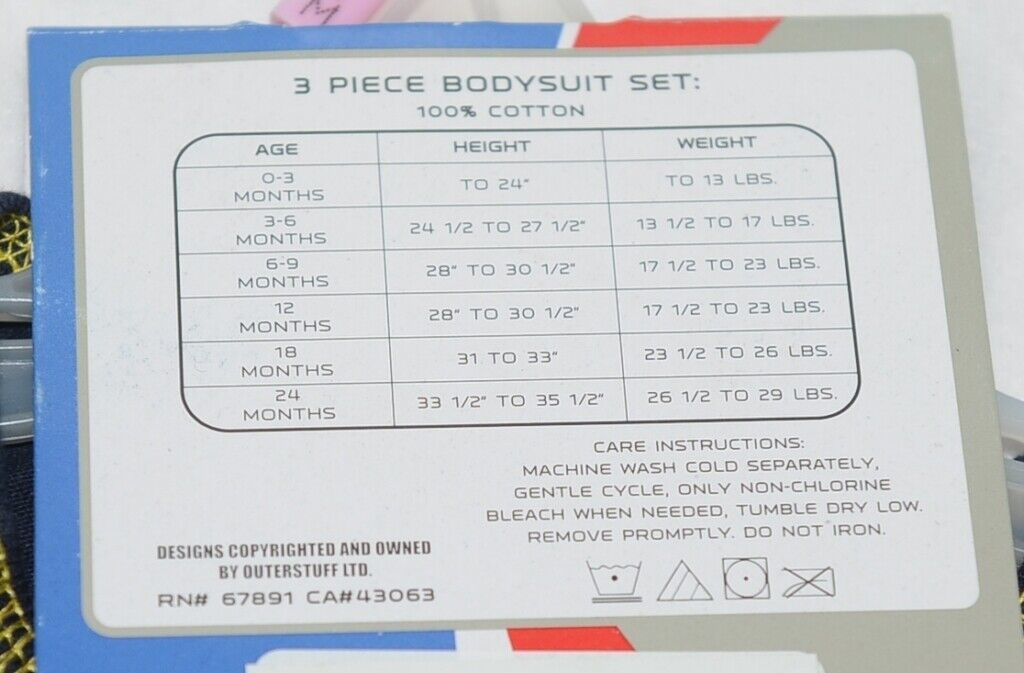 M
3 PIECE BODYSUIT SET:
100% COTTON
AGE HEIGHT WEIGHT
0-3 MONTHS TO 24" TO 13 LBS.
3-6 MONTHS 24 1/2 TO 27 1/2" 13 1/2 TO 17 LBS.
6-9 MONTHS 28" TO 30 1/2" 17 1/2 TO 23 LBS.
12 MONTHS 28" TO 30 1/2" 17 1/2 TO 23 LBS.
18 MONTHS 31 TO 33" 23 1/2 TO 26 LBS.
24 MONTHS 33 1/2" TO 35 1/2" 26 1/2 TO 29 LBS.
CARE INSTRUCTIONS:
MACHINE WASH COLD SEPARATELY,
GENTLE CYCLE, ONLY NON-CHLORINE
BLEACH WHEN NEEDED, TUMBLE DRY LOW.
REMOVE PROMPTLY. DO NOT IRON.
DESIGNS COPYRIGHTED AND OWNED
BY OUTERSTUFF LTD.
RN# 67891 CA#43063